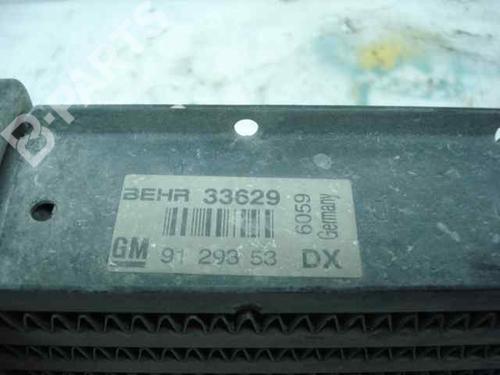 B-PARTS
BEHR 33629
6059
Germany
GM 91 293 53 DX